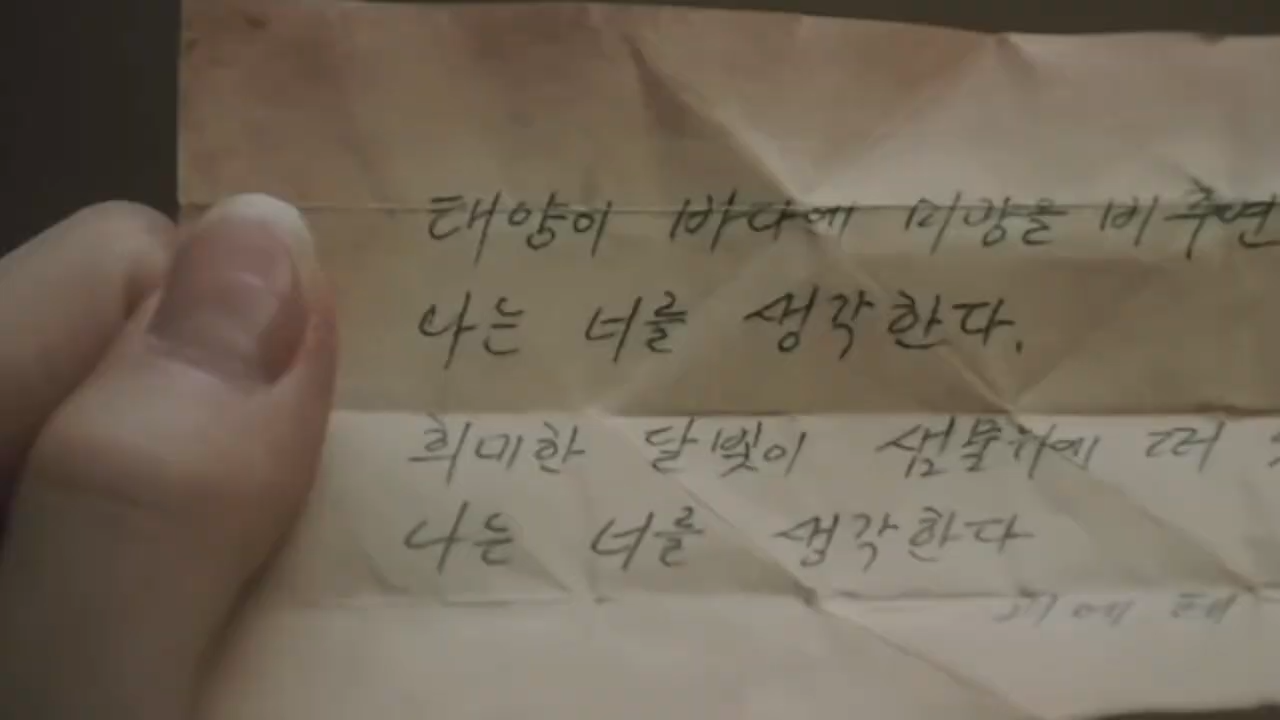 태양이 바다에 미광을 비추면
나는 너를 생각한다.
희미한 달빛이 샘물가에 떠
나는 너를 생각한다
괴에테